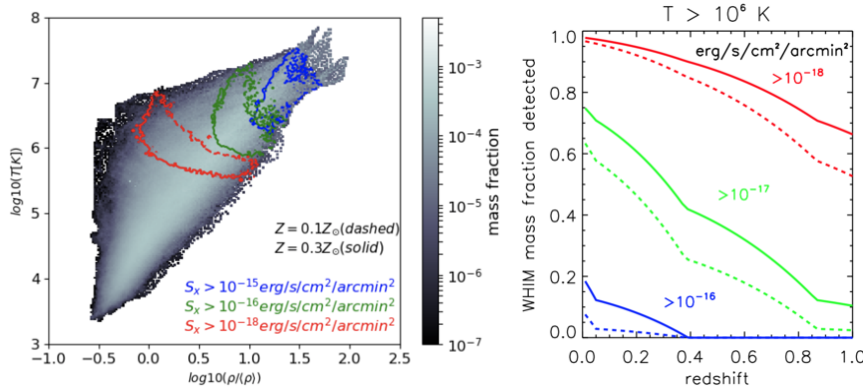 8
7
6
5
4
3
log10(T[K])
Z = 0.1Z⊙(dashed)
Z = 0.3Z⊙(solid)
Sx > 10⁻¹⁵erg/s/cm²/arcmin²
Sx > 10⁻¹⁶erg/s/cm²/arcmin²
Sx > 10⁻¹⁸erg/s/cm²/arcmin²
−1.0 −0.5 0.0 0.5 1.0 1.5 2.0 2.5
log10(ρ/⟨ρ⟩)
10⁻³
10⁻⁴
10⁻⁵
10⁻⁶
10⁻⁷
mass fraction
T > 10⁶ K
1.0
0.8
0.6
0.4
0.2
0.0
WHIM mass fraction detected
erg/s/cm²/arcmin²
>10⁻¹⁸
>10⁻¹⁷
>10⁻¹⁶
0.0 0.2 0.4 0.6 0.8 1.0
redshift